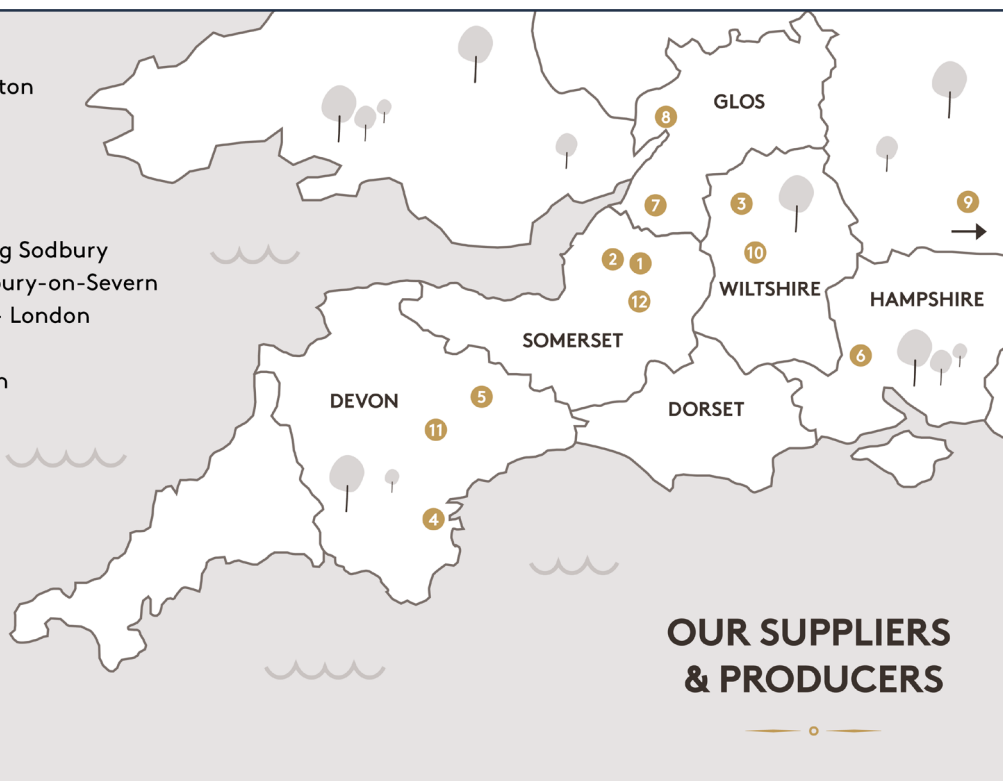 ton
g Sodbury
bury-on-Severn
- London
n
GLOS
8
7
3
9
2
1
10
12
WILTSHIRE
HAMPSHIRE
SOMERSET
6
DEVON
5
DORSET
11
4
OUR SUPPLIERS
& PRODUCERS